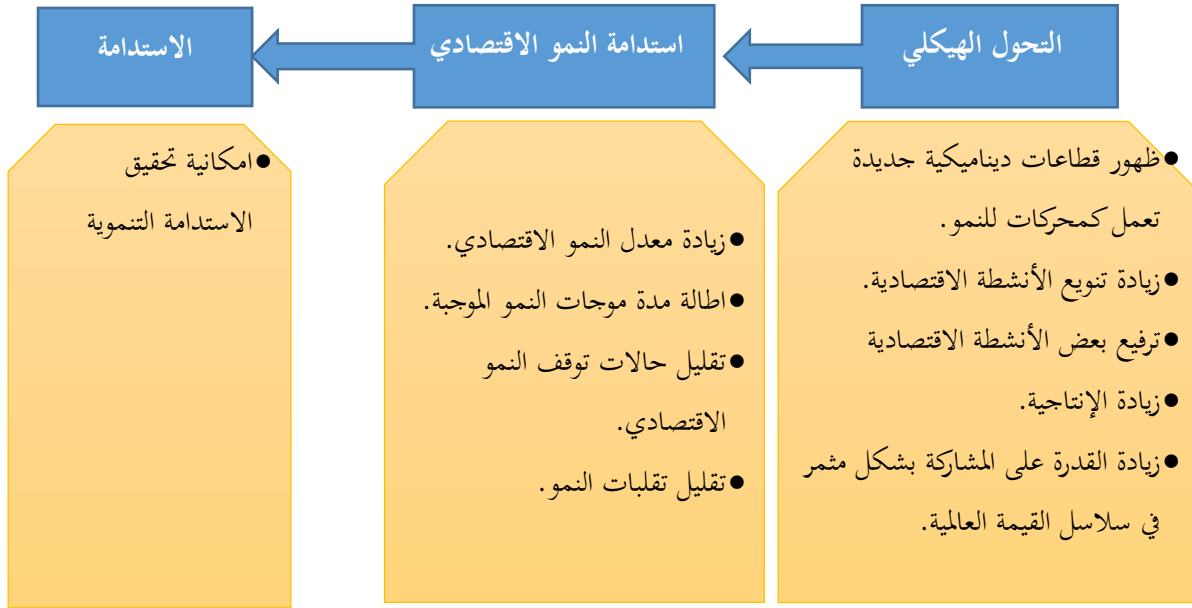 التحول الهيكلي
استدامة النمو الاقتصادي
الاستدامة
●ظهور قطاعات ديناميكية جديدة
تعمل كمحركات للنمو.
●زيادة تنويع الأنشطة الاقتصادية.
●ترفيع بعض الأنشطة الاقتصادية
●زيادة الإنتاجية.
●زيادة القدرة على المشاركة بشكل مثمر
في سلاسل القيمة العالمية.
●زيادة معدل النمو الاقتصادي.
●اطالة مدة موجات النمو الموجبة.
●تقليل حالات توقف النمو
الاقتصادي.
●تقليل تقلبات النمو.
●امكانية تحقيق
الاستدامة التنموية